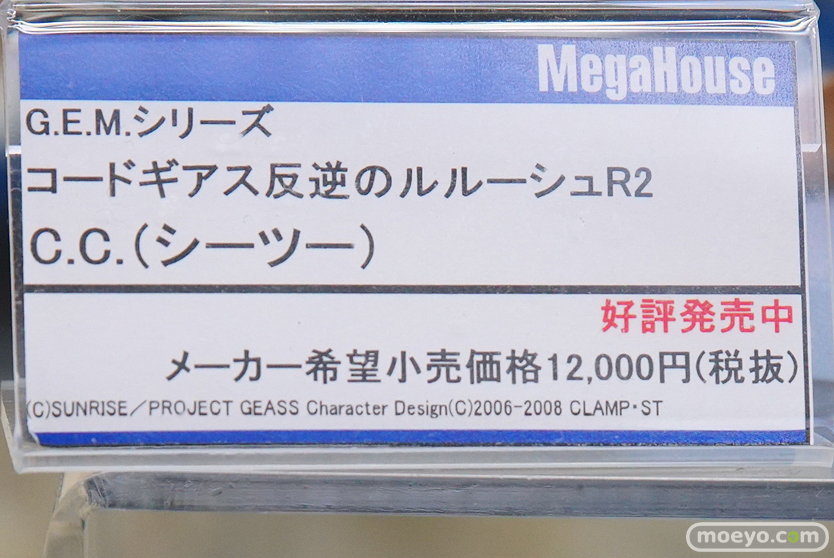 MegaHouse
G.E.M.シリーズ
コードギアス反逆のルルーシュR2
C.C.(シーツー)
好評発売中
メーカー希望小売価格12,000円(税抜)
(C)SUNRISE／PROJECT GEASS Character Design(C)2006-2008 CLAMP・ST
moeyo.com